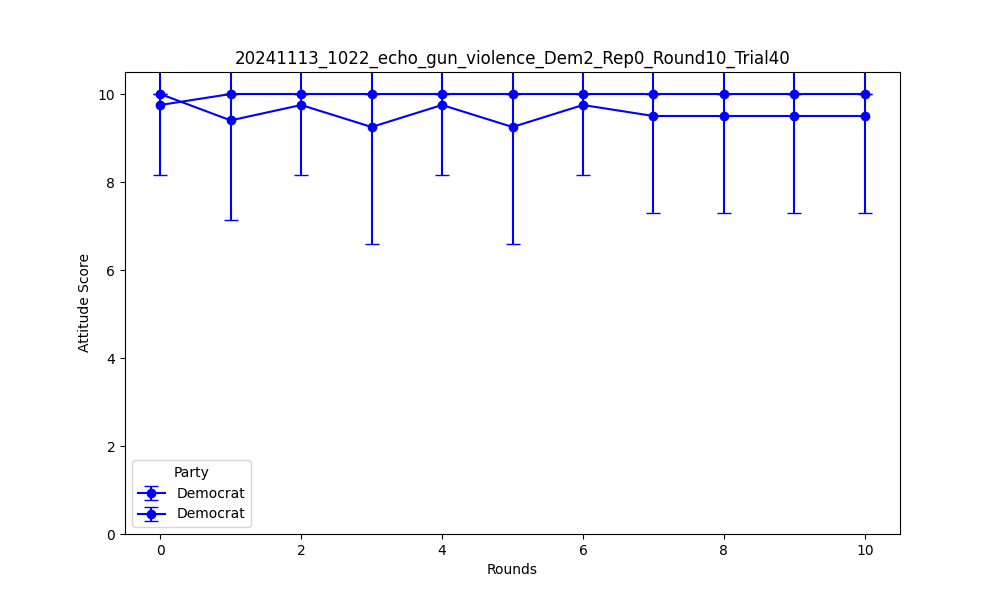 20241113_1022_echo_gun_violence_Dem2_Rep0_Round10_Trial40
10
8
6
4
2
0
Attitude Score
Party
Democrat
Democrat
0 2 4 6 8 10
Rounds